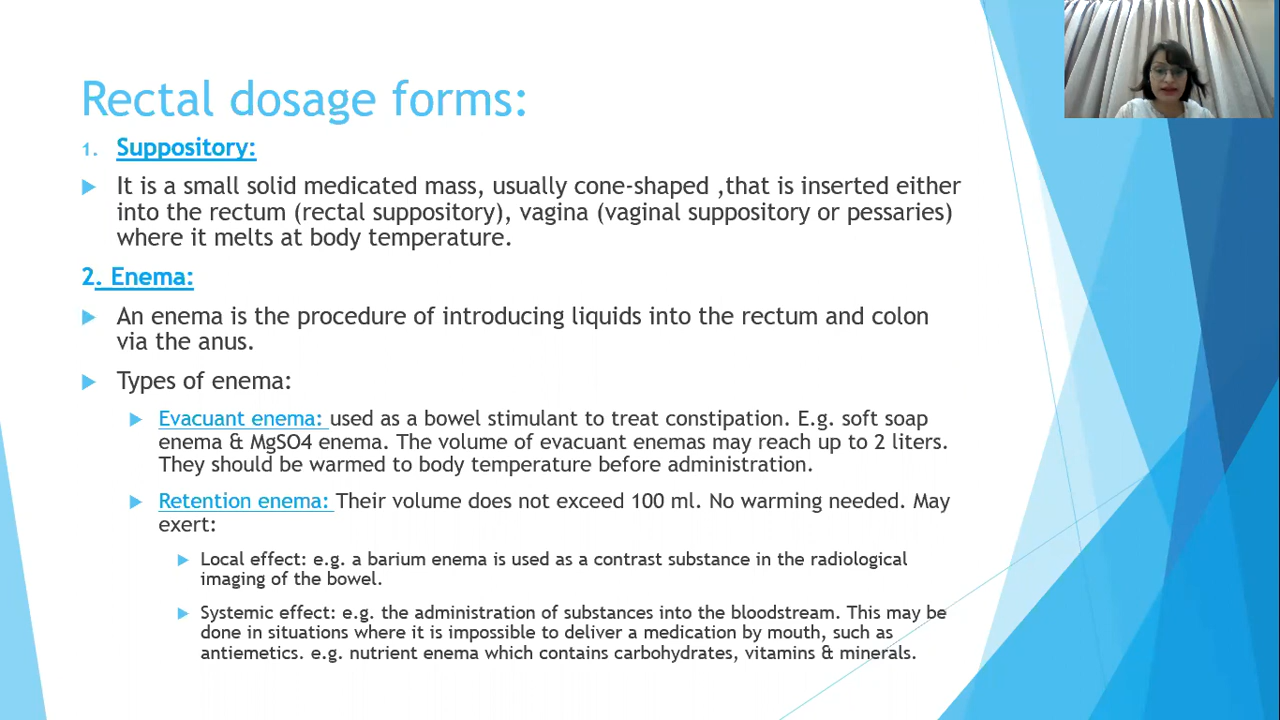 Rectal dosage forms:
1. Suppository:
It is a small solid medicated mass, usually cone-shaped ,that is inserted either
into the rectum (rectal suppository), vagina (vaginal suppository or pessaries)
where it melts at body temperature.
2. Enema:
An enema is the procedure of introducing liquids into the rectum and colon
via the anus.
Types of enema:
Evacuant enema: used as a bowel stimulant to treat constipation. E.g. soft soap
enema & MgSO4 enema. The volume of evacuant enemas may reach up to 2 liters.
They should be warmed to body temperature before administration.
Retention enema: Their volume does not exceed 100 ml. No warming needed. May
exert:
Local effect: e.g. a barium enema is used as a contrast substance in the radiological
imaging of the bowel.
Systemic effect: e.g. the administration of substances into the bloodstream. This may be
done in situations where it is impossible to deliver a medication by mouth, such as
antiemetics. e.g. nutrient enema which contains carbohydrates, vitamins & minerals.